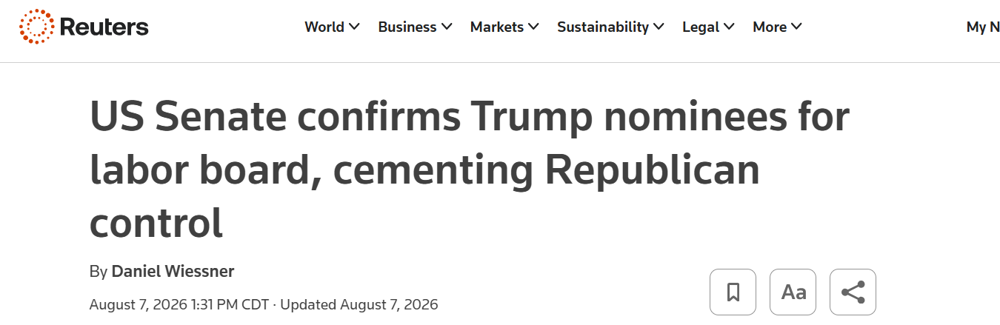 Reuters World Business Markets Sustainability Legal More My N
US Senate confirms Trump nominees for
labor board, cementing Republican
control
By Daniel Wiessner
August 7, 2026 1:31 PM CDT · Updated August 7, 2026
Aa